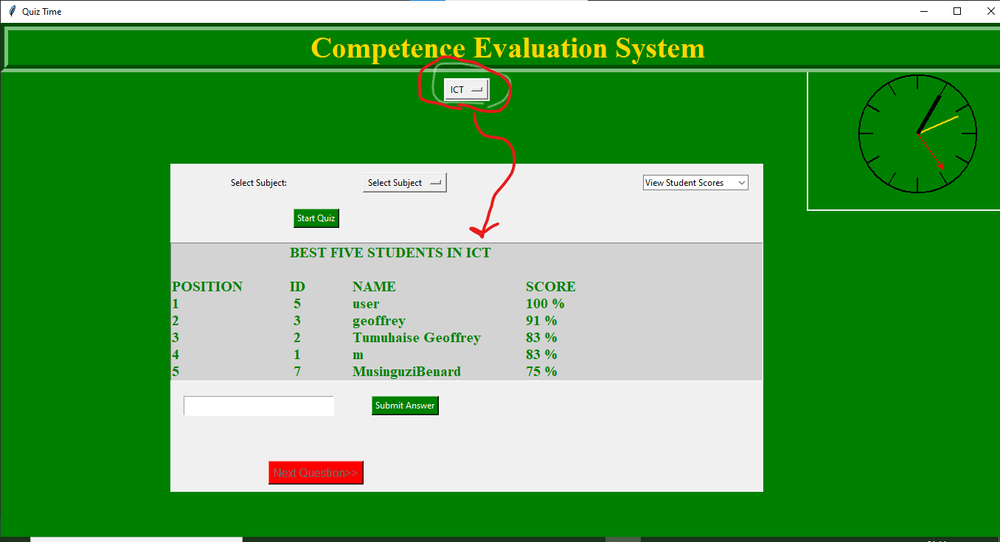 Quiz Time
Competence Evaluation System
ICT
Select Subject: Select Subject View Student Scores
Start Quiz
BEST FIVE STUDENTS IN ICT
POSITION ID NAME SCORE
1 5 user 100 %
2 3 geoffrey 91 %
3 2 Tumuhaise Geoffrey 83 %
4 1 m 83 %
5 7 MusinguziBenard 75 %
Submit Answer
Next Question>>